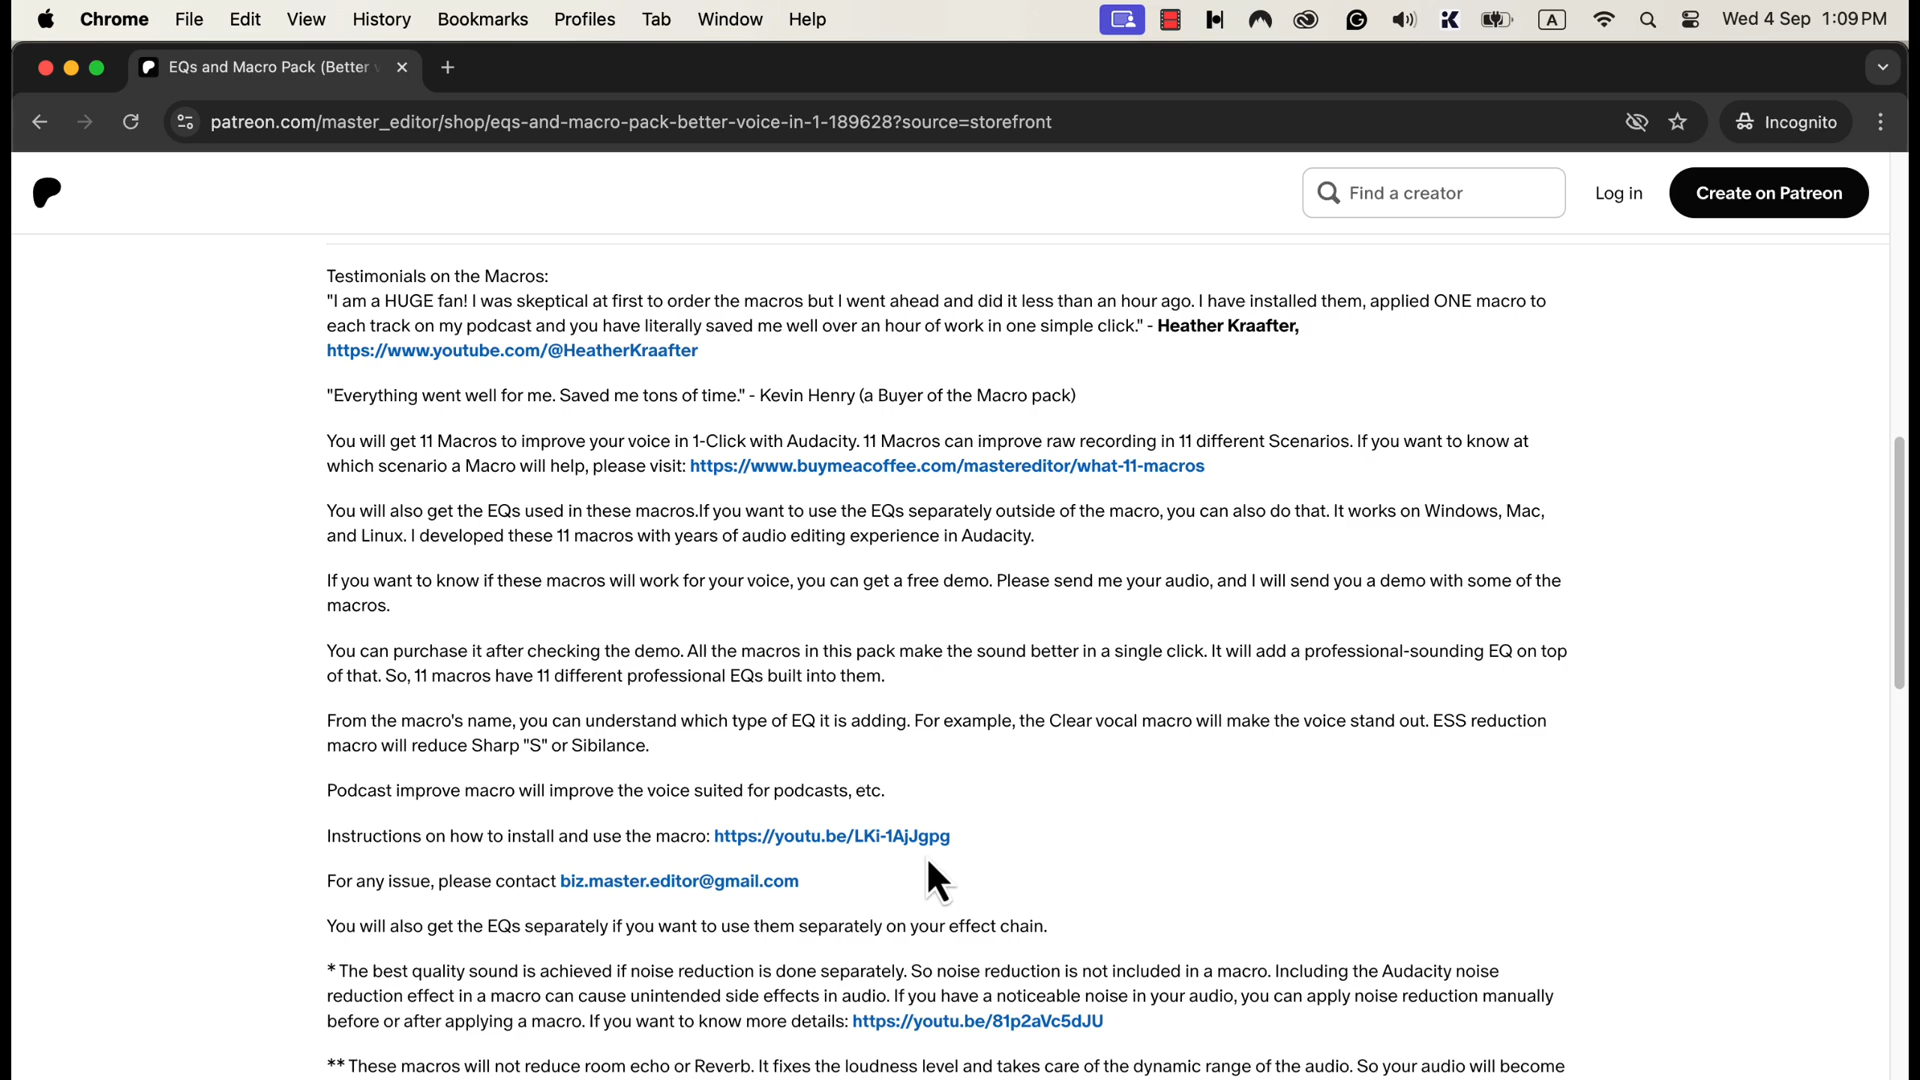 Chrome File Edit View History Bookmarks Profiles Tab Window Help A Wed 4 Sep 1:09 PM
EQs and Macro Pack (Better
patreon.com/master_editor/shop/eqs-and-macro-pack-better-voice-in-1-189628?source=storefront Incognito
Find a creator Log in Create on Patreon
Testimonials on the Macros:
"I am a HUGE fan! I was skeptical at first to order the macros but I went ahead and did it less than an hour ago. I have installed them, applied ONE macro to
each track on my podcast and you have literally saved me well over an hour of work in one simple click." - Heather Kraafter,
https://www.youtube.com/@HeatherKraafter
"Everything went well for me. Saved me tons of time." - Kevin Henry (a Buyer of the Macro pack)
You will get 11 Macros to improve your voice in 1-Click with Audacity. 11 Macros can improve raw recording in 11 different Scenarios. If you want to know at
which scenario a Macro will help, please visit: https://www.buymeacoffee.com/mastereditor/what-11-macros
You will also get the EQs used in these macros.If you want to use the EQs separately outside of the macro, you can also do that. It works on Windows, Mac,
and Linux. I developed these 11 macros with years of audio editing experience in Audacity.
If you want to know if these macros will work for your voice, you can get a free demo. Please send me your audio, and I will send you a demo with some of the
macros.
You can purchase it after checking the demo. All the macros in this pack make the sound better in a single click. It will add a professional-sounding EQ on top
of that. So, 11 macros have 11 different professional EQs built into them.
From the macro's name, you can understand which type of EQ it is adding. For example, the Clear vocal macro will make the voice stand out. ESS reduction
macro will reduce Sharp "S" or Sibilance.
Podcast improve macro will improve the voice suited for podcasts, etc.
Instructions on how to install and use the macro: https://youtu.be/LKi-1AjJgpg
For any issue, please contact biz.master.editor@gmail.com
You will also get the EQs separately if you want to use them separately on your effect chain.
* The best quality sound is achieved if noise reduction is done separately. So noise reduction is not included in a macro. Including the Audacity noise
reduction effect in a macro can cause unintended side effects in audio. If you have a noticeable noise in your audio, you can apply noise reduction manually
before or after applying a macro. If you want to know more details: https://youtu.be/81p2aVc5dJU
** These macros will not reduce room echo or Reverb. It fixes the loudness level and takes care of the dynamic range of the audio. So your audio will become